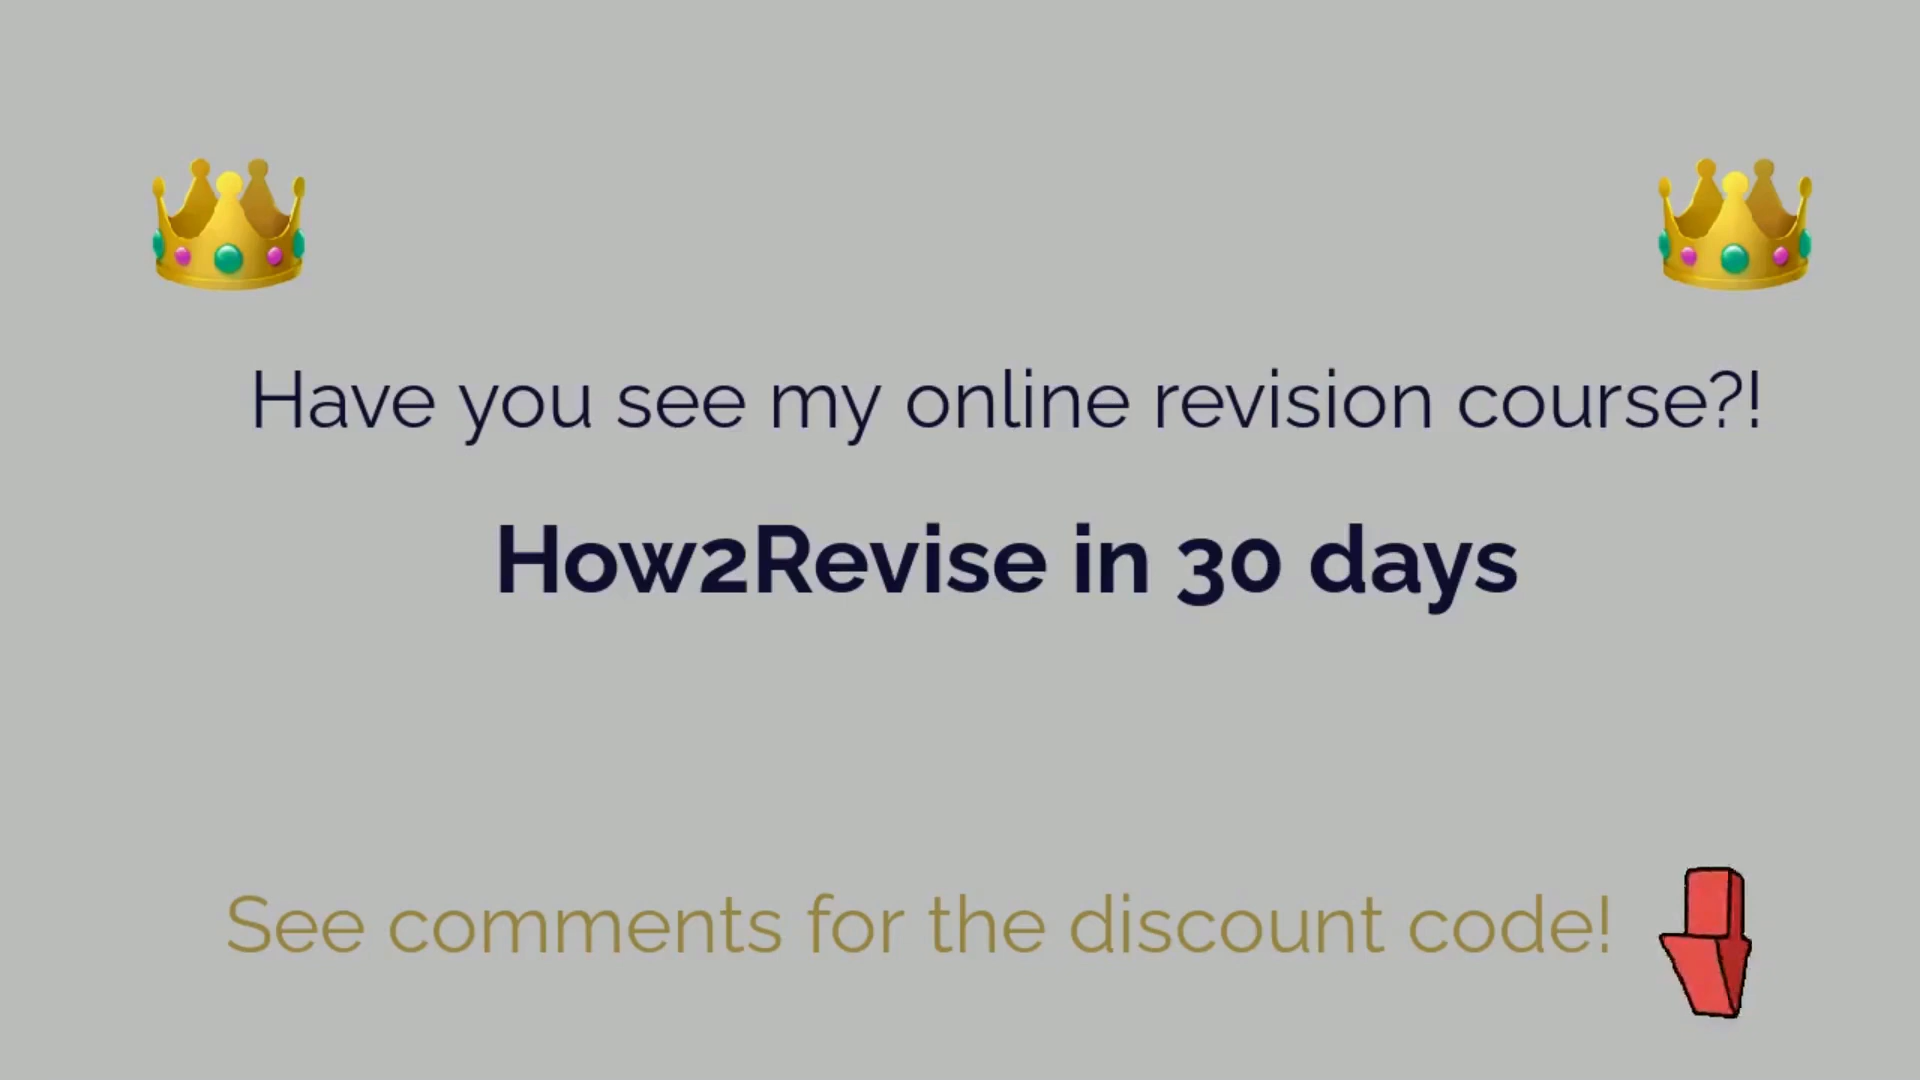 Have you see my online revision course?!
How2Revise in 30 days
See comments for the discount code!